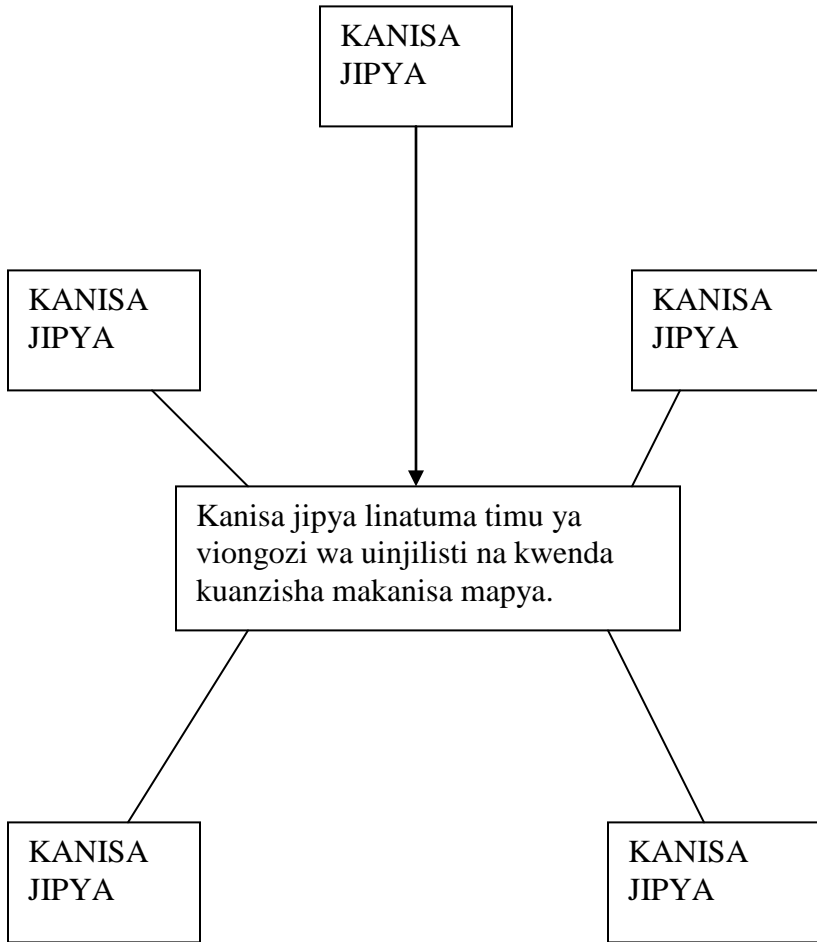 KANISA
JIPYA
KANISA
JIPYA
KANISA
JIPYA
Kanisa jipya linatuma timu ya
viongozi wa uinjilisti na kwenda
kuanzisha makanisa mapya.
KANISA
JIPYA
KANISA
JIPYA